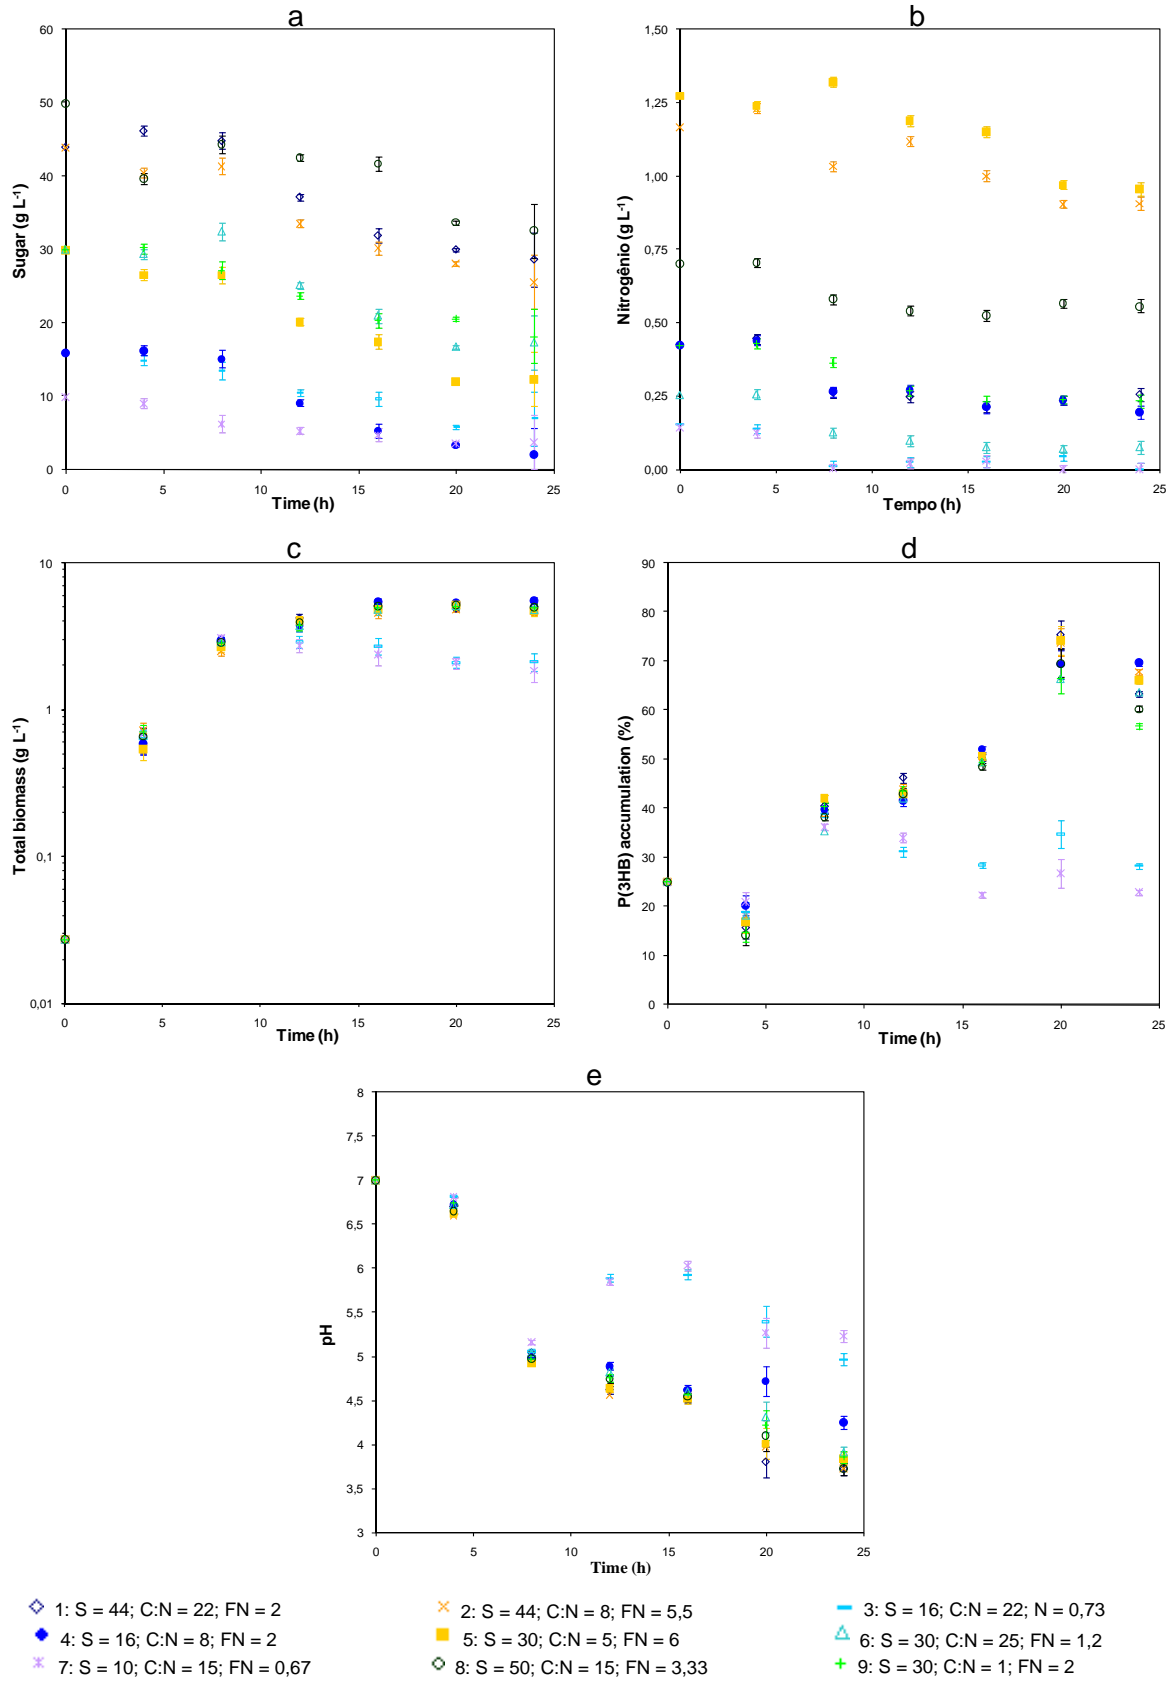 a
Sugar (g L-1)
60
50
40
30
20
10
0
0 5 10 15 20 25
Time (h)
b
Nitrogênio (g L-1)
1,50
1,25
1,00
0,75
0,50
0,25
0,00
0 5 10 15 20 25
Tempo (h)
c
Total biomass (g L-1)
10
1
0,1
0,01
0 5 10 15 20 25
Time (h)
d
P(3HB) accumulation (%)
90
80
70
60
50
40
30
20
10
0
0 5 10 15 20 25
Time (h)
e
pH
8
7,5
7
6,5
6
5,5
5
4,5
4
3,5
3
0 5 10 15 20 25
Time (h)
1: S = 44; C:N = 22; FN = 2
2: S = 44; C:N = 8; FN = 5,5
3: S = 16; C:N = 22; N = 0,73
4: S = 16; C:N = 8; FN = 2
5: S = 30; C:N = 5; FN = 6
6: S = 30; C:N = 25; FN = 1,2
7: S = 10; C:N = 15; FN = 0,67
8: S = 50; C:N = 15; FN = 3,33
9: S = 30; C:N = 1; FN = 2